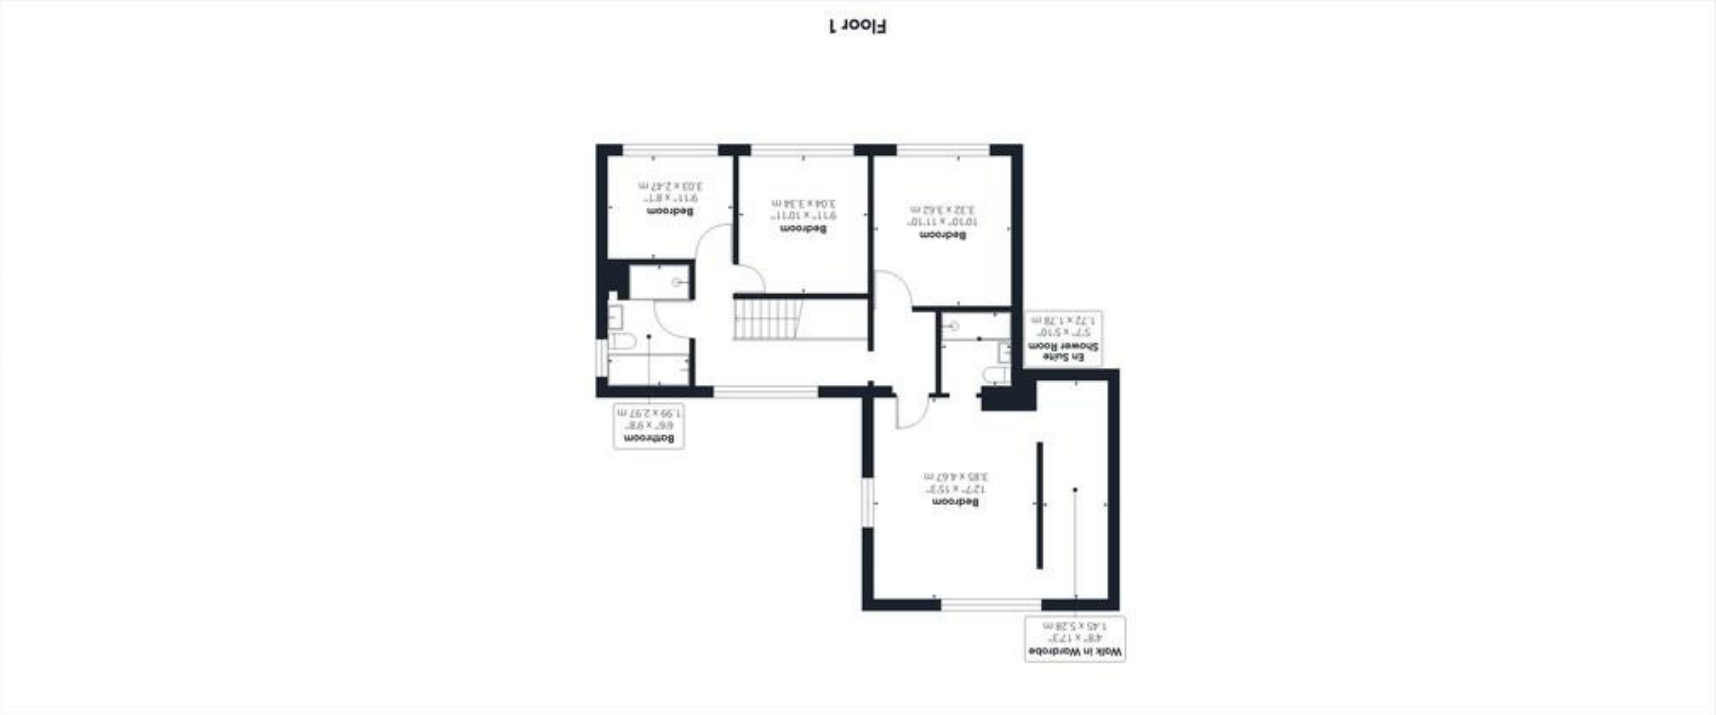 Floor 1
Walk in Wardrobe
4'8" x 17'3"
1.45 x 5.28 m
Bedroom
12'7" x 15'3"
3.85 x 4.67 m
Bathroom
6'6" x 9'8"
1.99 x 2.97 m
En Suite
Shower Room
5'7" x 5'10"
1.72 x 1.78 m
Bedroom
10'10" x 11'10"
3.32 x 3.62 m
Bedroom
9'11" x 10'11"
3.04 x 3.34 m
Bedroom
9'11" x 8'1"
3.03 x 2.47 m